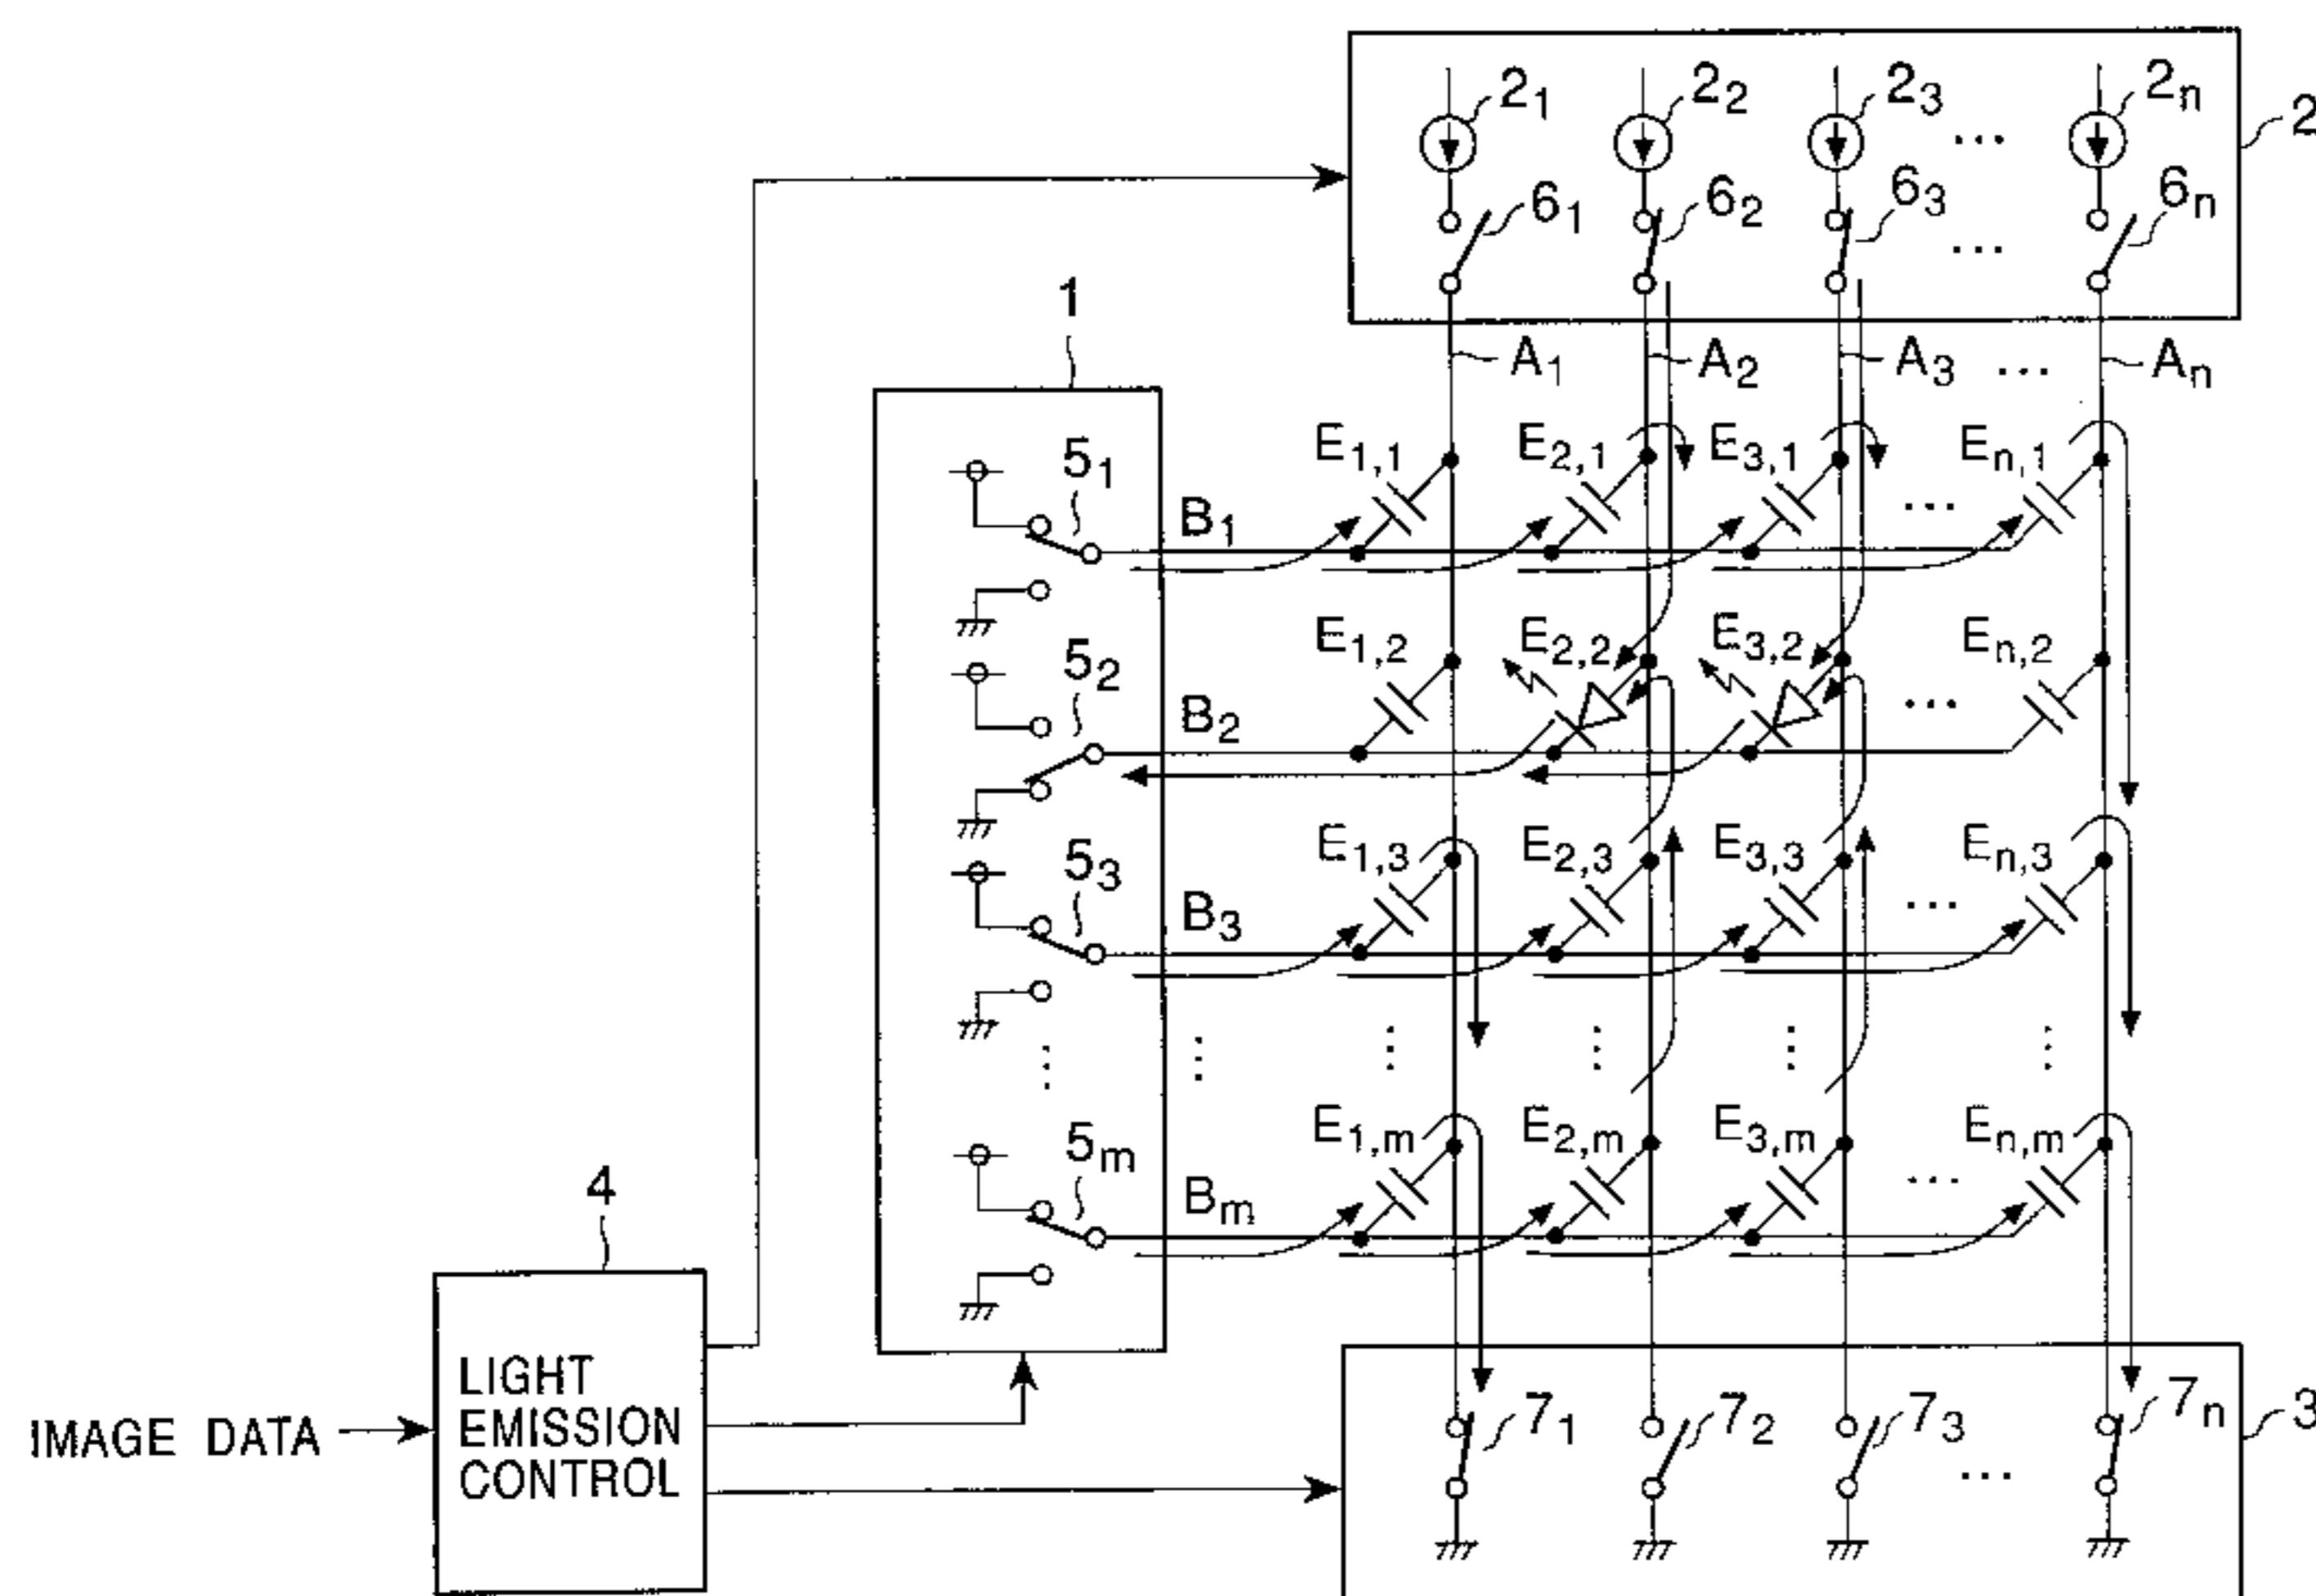 2₁ 2₂ 2₃ ... 2ₙ 2
6₁ 6₂ 6₃ ... 6ₙ
1 A₁ A₂ A₃ ... Aₙ
5₁ B₁ E₁,₁ E₂,₁ E₃,₁ ... Eₙ,₁
5₂ B₂ E₁,₂ E₂,₂ E₃,₂ ... Eₙ,₂
5₃ B₃ E₁,₃ E₂,₃ E₃,₃ ... Eₙ,₃
5ₘ Bₘ E₁,ₘ E₂,ₘ E₃,ₘ ... Eₙ,ₘ
4
LIGHT
EMISSION
CONTROL
IMAGE DATA
7₁ 7₂ 7₃ ... 7ₙ 3